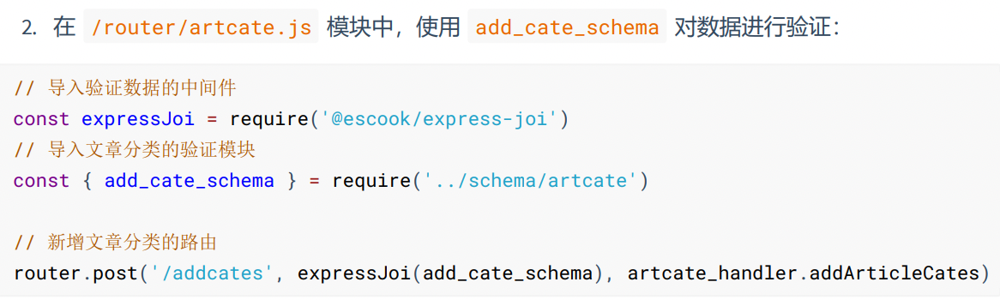 2. 在 /router/artcate.js 模块中，使用 add_cate_schema 对数据进行验证：
// 导入验证数据的中间件
const expressJoi = require('@escook/express-joi')
// 导入文章分类的验证模块
const { add_cate_schema } = require('../schema/artcate')
// 新增文章分类的路由
router.post('/addcates', expressJoi(add_cate_schema), artcate_handler.addArticleCates)